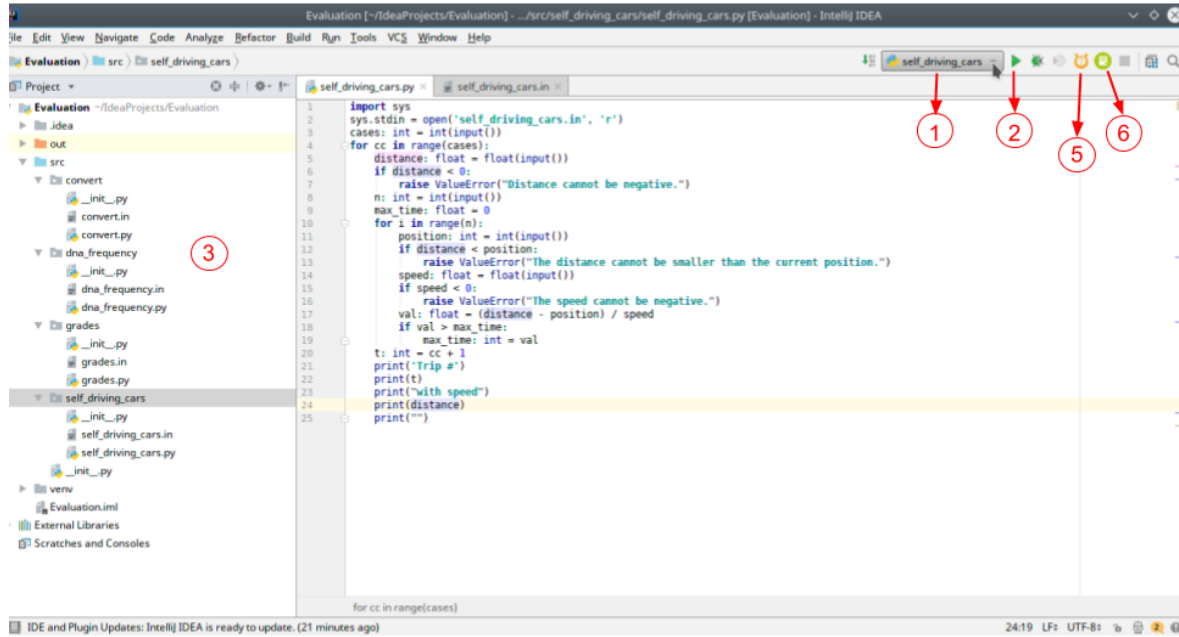 Evaluation [~/IdeaProjects/Evaluation] - .../src/self_driving_cars/self_driving_cars.py [Evaluation] - IntelliJ IDEA
ile Edit View Navigate Code Analyze Refactor Build Run Tools VCS Window Help
Evaluation src self_driving_cars
self_driving_cars
1
2
5
6
Project
Evaluation ~/IdeaProjects/Evaluation
.idea
out
src
convert
__init__.py
convert.in
convert.py
dna_frequency
__init__.py
dna_frequency.in
dna_frequency.py
grades
__init__.py
grades.in
grades.py
self_driving_cars
__init__.py
self_driving_cars.in
self_driving_cars.py
__init__.py
venv
Evaluation.iml
External Libraries
Scratches and Consoles
3
self_driving_cars.py self_driving_cars.in
1 import sys
2 sys.stdin = open('self_driving_cars.in', 'r')
3 cases: int = int(input())
4 for cc in range(cases):
5 distance: float = float(input())
6 if distance < 0:
7 raise ValueError("Distance cannot be negative.")
8 n: int = int(input())
9 max_time: float = 0
10 for i in range(n):
11 position: int = int(input())
12 if distance < position:
13 raise ValueError("The distance cannot be smaller than the current position.")
14 speed: float = float(input())
15 if speed < 0:
16 raise ValueError("The speed cannot be negative.")
17 val: float = (distance - position) / speed
18 if val > max_time:
19 max_time: int = val
20 t: int = cc + 1
21 print('Trip #')
22 print(t)
23 print("with speed")
24 print(distance)
25 print("")
for cc in range(cases)
IDE and Plugin Updates: IntelliJ IDEA is ready to update. (21 minutes ago)
24:19 LF: UTF-8: 2